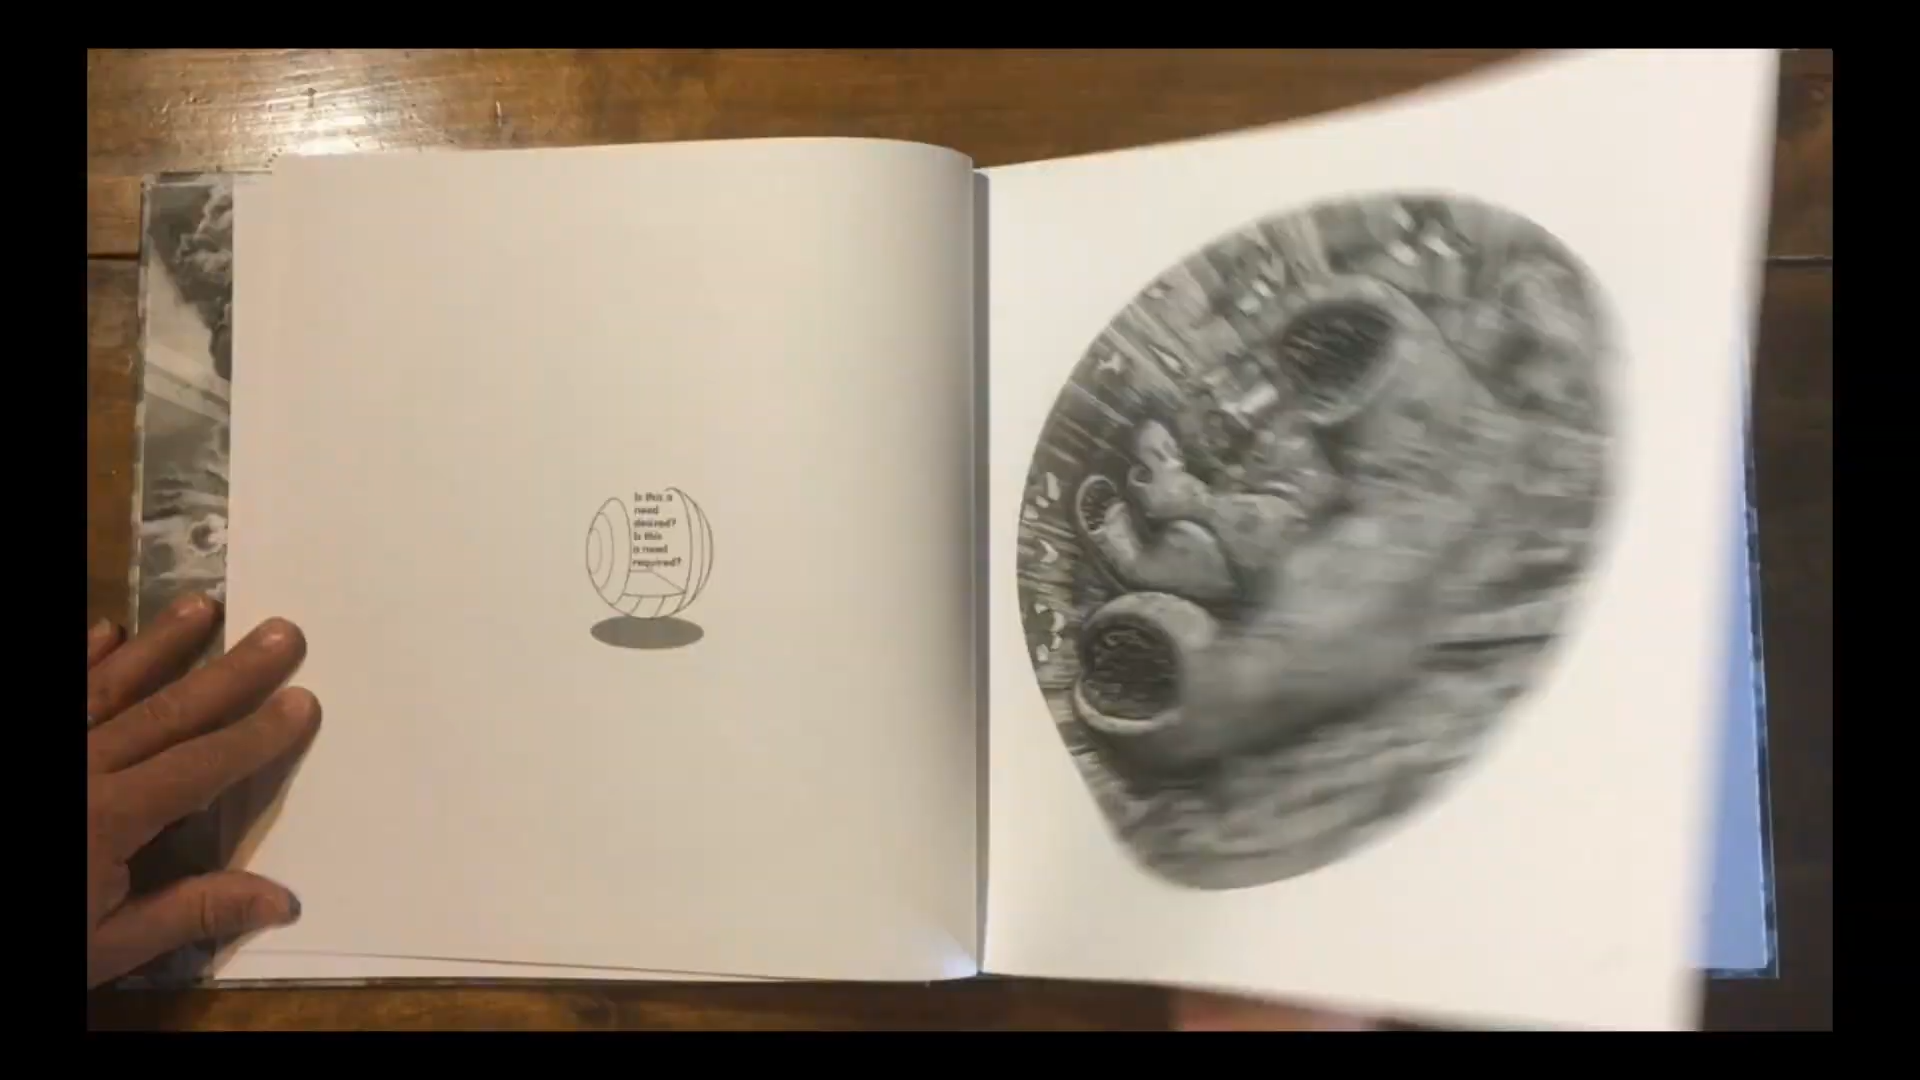 Is this a
need
desired?
Is this
a need
required?